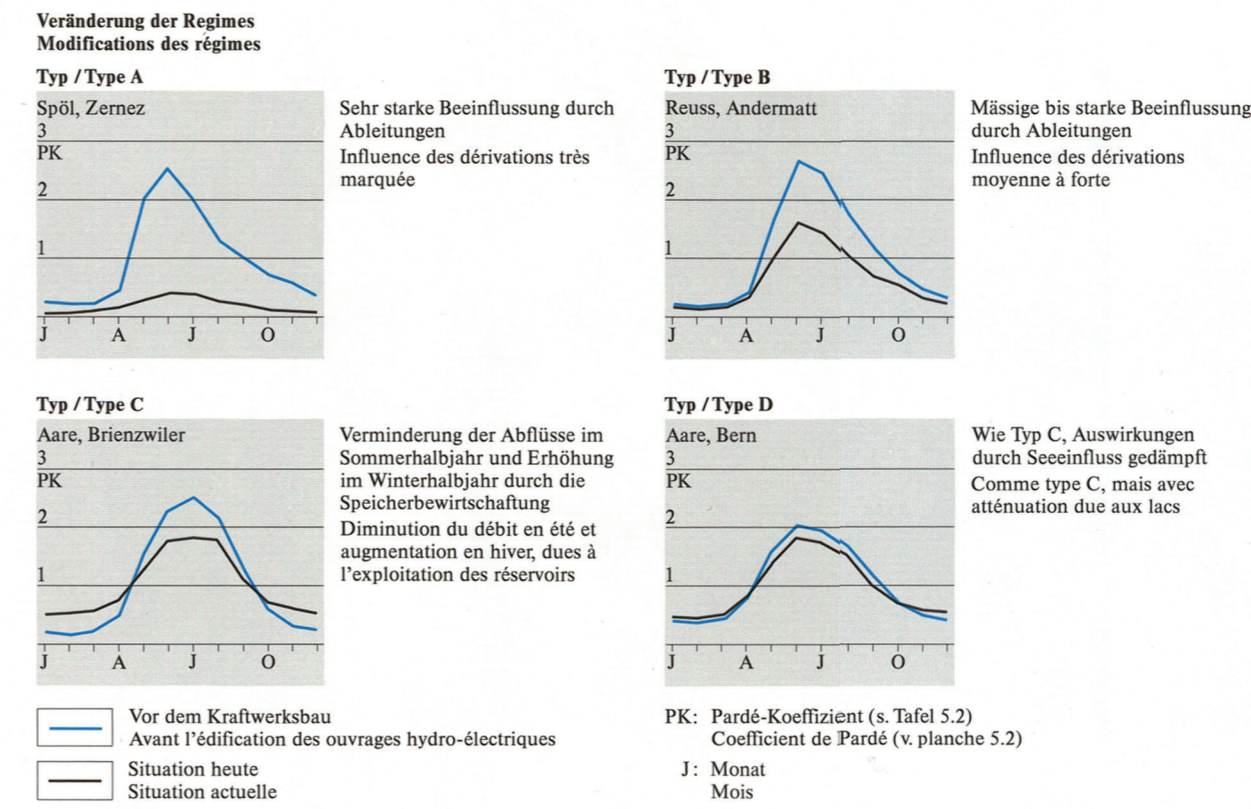 Veränderung der Regimes
Modifications des régimes
Typ / Type A
Spöl, Zernez
3
PK
2
1
J
A
J
O
Sehr starke Beeinflussung durch
Ableitungen
Influence des dérivations très
marquée
Typ / Type B
Reuss, Andermatt
3
PK
2
1
J
A
J
O
Mässige bis starke Beeinflussung
durch Ableitungen
Influence des dérivations
moyenne à forte
Typ / Type C
Aare, Brienzwiler
3
PK
2
1
J
A
J
O
Verminderung der Abflüsse im
Sommerhalbjahr und Erhöhung
im Winterhalbjahr durch die
Speicherbewirtschaftung
Diminution du débit en été et
augmentation en hiver, dues à
l'exploitation des réservoirs
Typ / Type D
Aare, Bern
3
PK
2
1
J
A
J
O
Wie Typ C, Auswirkungen
durch Seeeinfluss gedämpft
Comme type C, mais avec
atténuation due aux lacs
Vor dem Kraftwerksbau
Avant l'édification des ouvrages hydro-électriques
Situation heute
Situation actuelle
PK: Pardé-Koeffizient (s. Tafel 5.2)
Coefficient de Pardé (v. planche 5.2)
J: Monat
Mois